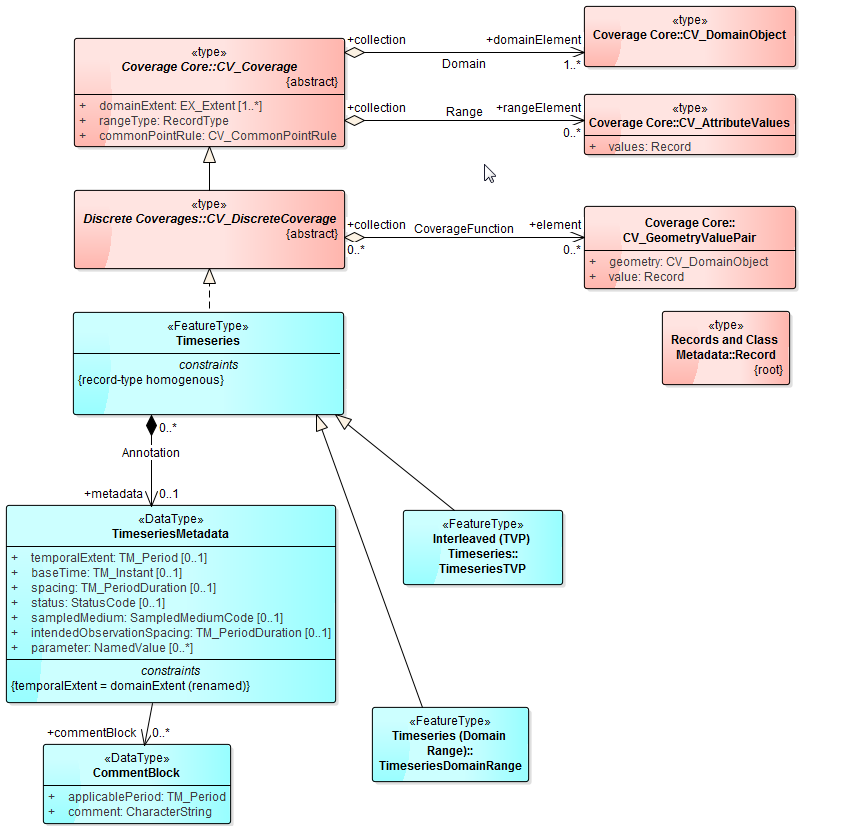 «type»
Coverage Core::CV_Coverage
{abstract}
+ domainExtent: EX_Extent [1..*]
+ rangeType: RecordType
+ commonPointRule: CV_CommonPointRule
+collection
+domainElement
Domain
1..*
«type»
Coverage Core::CV_DomainObject
+collection
Range
+rangeElement
0..*
«type»
Coverage Core::CV_AttributeValues
+ values: Record
«type»
Discrete Coverages::CV_DiscreteCoverage
{abstract}
+collection
CoverageFunction
+element
0..*
0..*
Coverage Core::
CV_GeometryValuePair
+ geometry: CV_DomainObject
+ value: Record
«FeatureType»
Timeseries
constraints
{record-type homogenous}
«type»
Records and Class
Metadata::Record
{root}
0..*
Annotation
+metadata
0..1
«DataType»
TimeseriesMetadata
+ temporalExtent: TM_Period [0..1]
+ baseTime: TM_Instant [0..1]
+ spacing: TM_PeriodDuration [0..1]
+ status: StatusCode [0..1]
+ sampledMedium: SampledMediumCode [0..1]
+ intendedObservationSpacing: TM_PeriodDuration [0..1]
+ parameter: NamedValue [0..*]
constraints
{temporalExtent = domainExtent (renamed)}
«FeatureType»
Interleaved (TVP)
Timeseries::
TimeseriesTVP
+commentBlock
0..*
«DataType»
CommentBlock
+ applicablePeriod: TM_Period
+ comment: CharacterString
«FeatureType»
Timeseries (Domain
Range)::
TimeseriesDomainRange